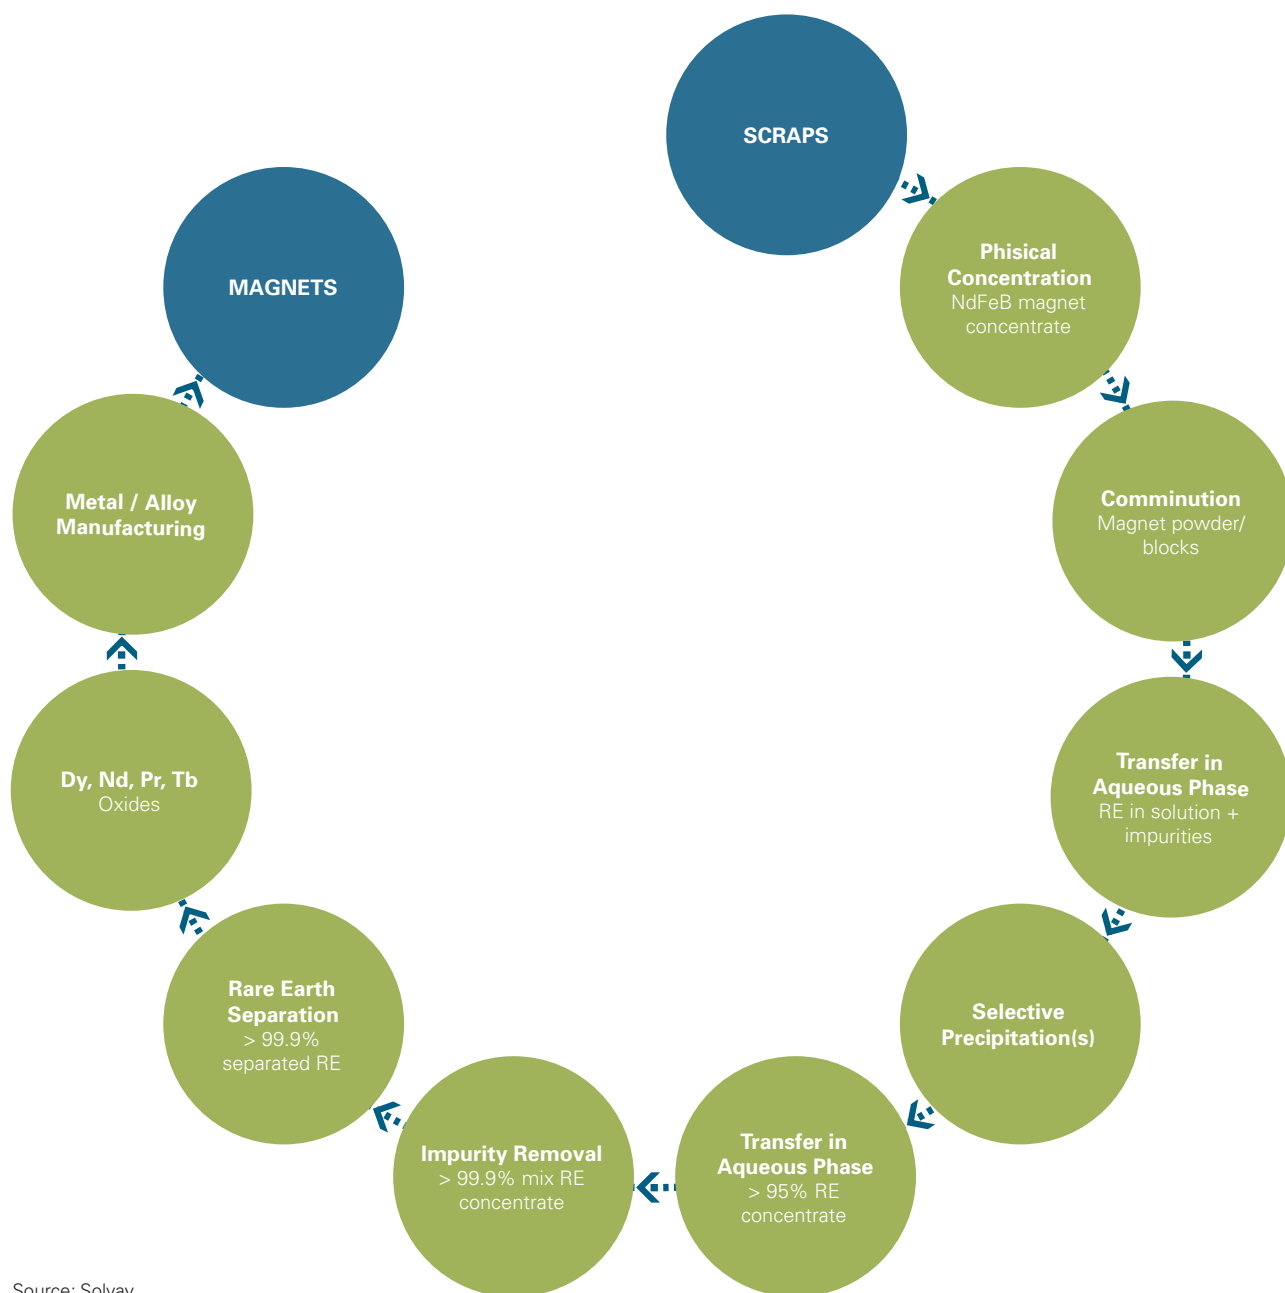 SCRAPS
Phisical
Concentration
NdFeB magnet
concentrate
Comminution
Magnet powder/
blocks
Transfer in
Aqueous Phase
RE in solution +
impurities
Selective
Precipitation(s)
Transfer in
Aqueous Phase
> 95% RE
concentrate
Impurity Removal
> 99.9% mix RE
concentrate
Rare Earth
Separation
> 99.9%
separated RE
Dy, Nd, Pr, Tb
Oxides
Metal / Alloy
Manufacturing
MAGNETS
Source: Solvay